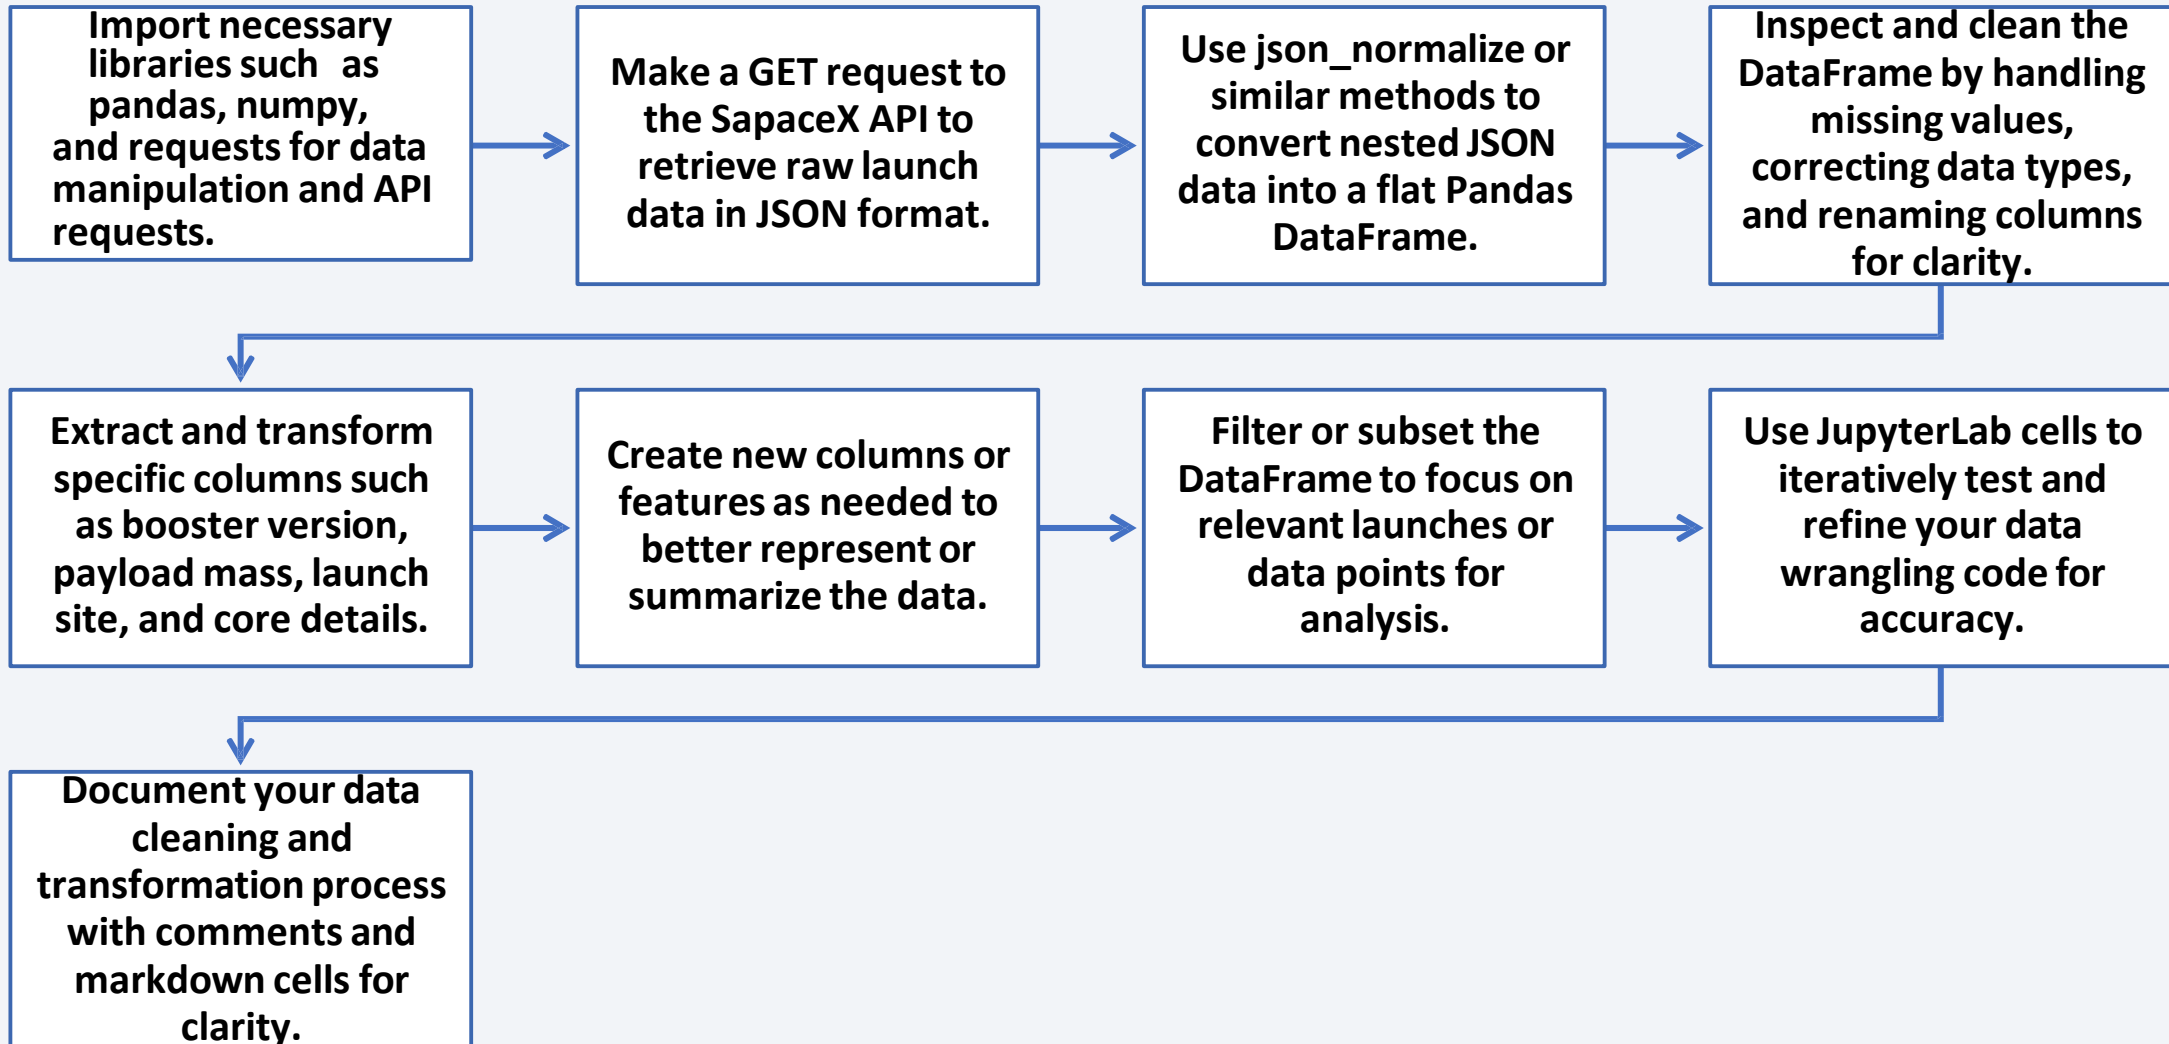 Import necessary
libraries such as
pandas, numpy,
and requests for data
manipulation and API
requests.
Make a GET request to
the SapaceX API to
retrieve raw launch
data in JSON format.
Use json_normalize or
similar methods to
convert nested JSON
data into a flat Pandas
DataFrame.
Inspect and clean the
DataFrame by handling
missing values,
correcting data types,
and renaming columns
for clarity.
Extract and transform
specific columns such
as booster version,
payload mass, launch
site, and core details.
Create new columns or
features as needed to
better represent or
summarize the data.
Filter or subset the
DataFrame to focus on
relevant launches or
data points for
analysis.
Use JupyterLab cells to
iteratively test and
refine your data
wrangling code for
accuracy.
Document your data
cleaning and
transformation process
with comments and
markdown cells for
clarity.